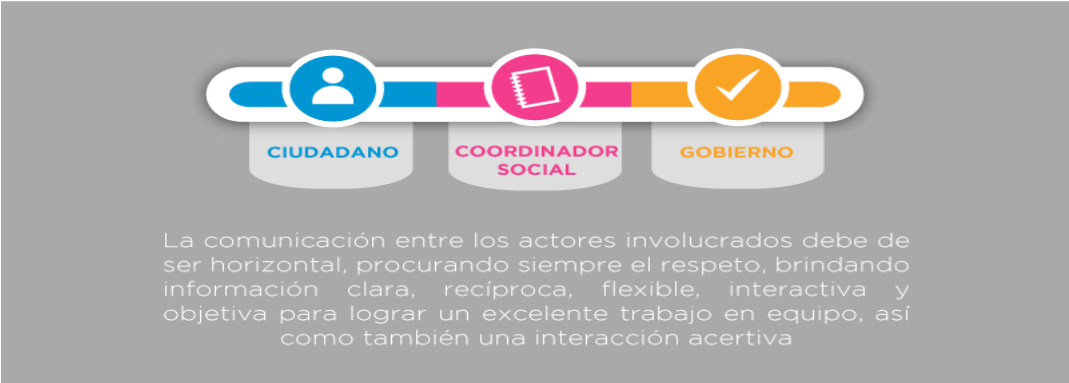 CIUDADANO
COORDINADOR
SOCIAL
GOBIERNO
La comunicación entre los actores involucrados debe de
ser horizontal, procurando siempre el respeto, brindando
información clara, recíproca, flexible, interactiva y
objetiva para lograr un excelente trabajo en equipo, así
como también una interacción acertiva